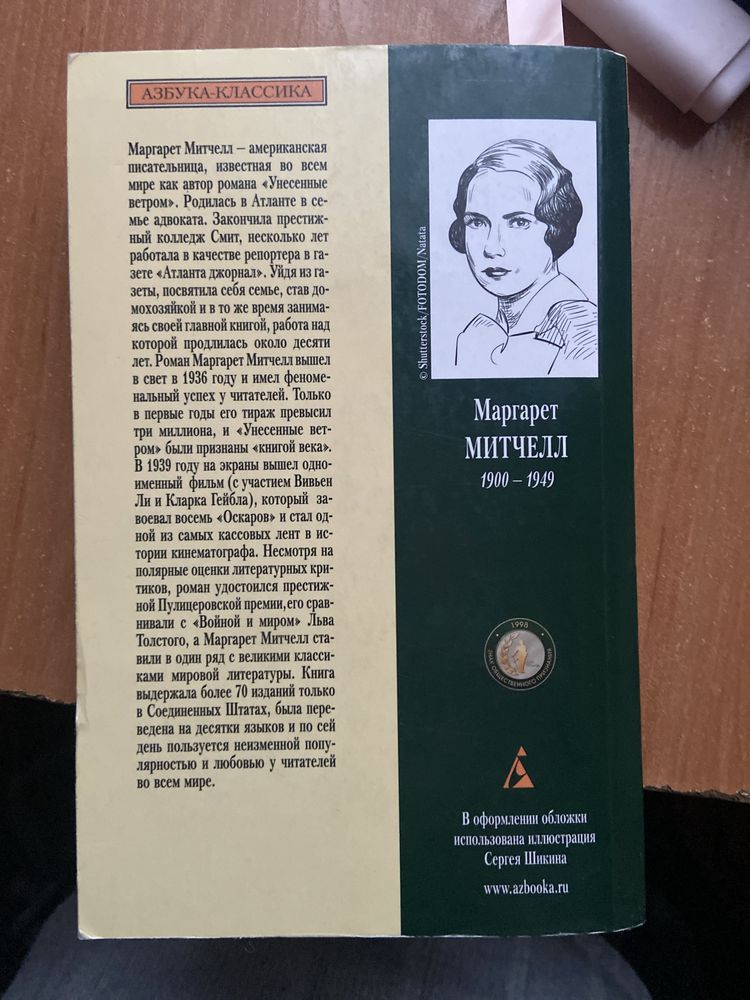 АЗБУКА-КЛАССИКА
Маргарет Митчелл – американская
писательница, известная во всем
мире как автор романа «Унесенные
ветром». Родилась в Атланте в се-
мье адвоката. Закончила престиж-
ный колледж Смит, несколько лет
работала в качестве репортера в га-
зете «Атланта джорнал». Уйдя из га-
зеты, посвятила себя семье, став до-
мохозяйкой и в то же время занима-
ясь своей главной книгой, работа над
которой продлилась около десяти
лет. Роман Маргарет Митчелл вышел
в свет в 1936 году и имел феноме-
нальный успех у читателей. Только
в первые годы его тираж превысил
три миллиона, и «Унесенные вет-
ром» были признаны «книгой века».
В 1939 году на экраны вышел одно-
именный фильм (с участием Вивьен
Ли и Кларка Гейбла), который за-
воевал восемь «Оскаров» и стал од-
ной из самых кассовых лент в ис-
тории кинематографа. Несмотря на
полярные оценки литературных кри-
тиков, роман удостоился престиж-
ной Пулицеровской премии, его срав-
нивали с «Войной и миром» Льва
Толстого, а Маргарет Митчелл ста-
вили в один ряд с великими класси-
ками мировой литературы. Книга
выдержала более 70 изданий только
в Соединенных Штатах, была пере-
ведена на десятки языков и по сей
день пользуется неизменной попу-
лярностью и любовью у читателей
во всем мире.
© Shutterstock/FOTODOM/Natata
Маргарет
МИТЧЕЛЛ
1900 – 1949
1998
ЗНАК ОБЩЕСТВЕННОГО ПРИЗНАНИЯ
В оформлении обложки
использована иллюстрация
Сергея Шикина
www.azbooka.ru